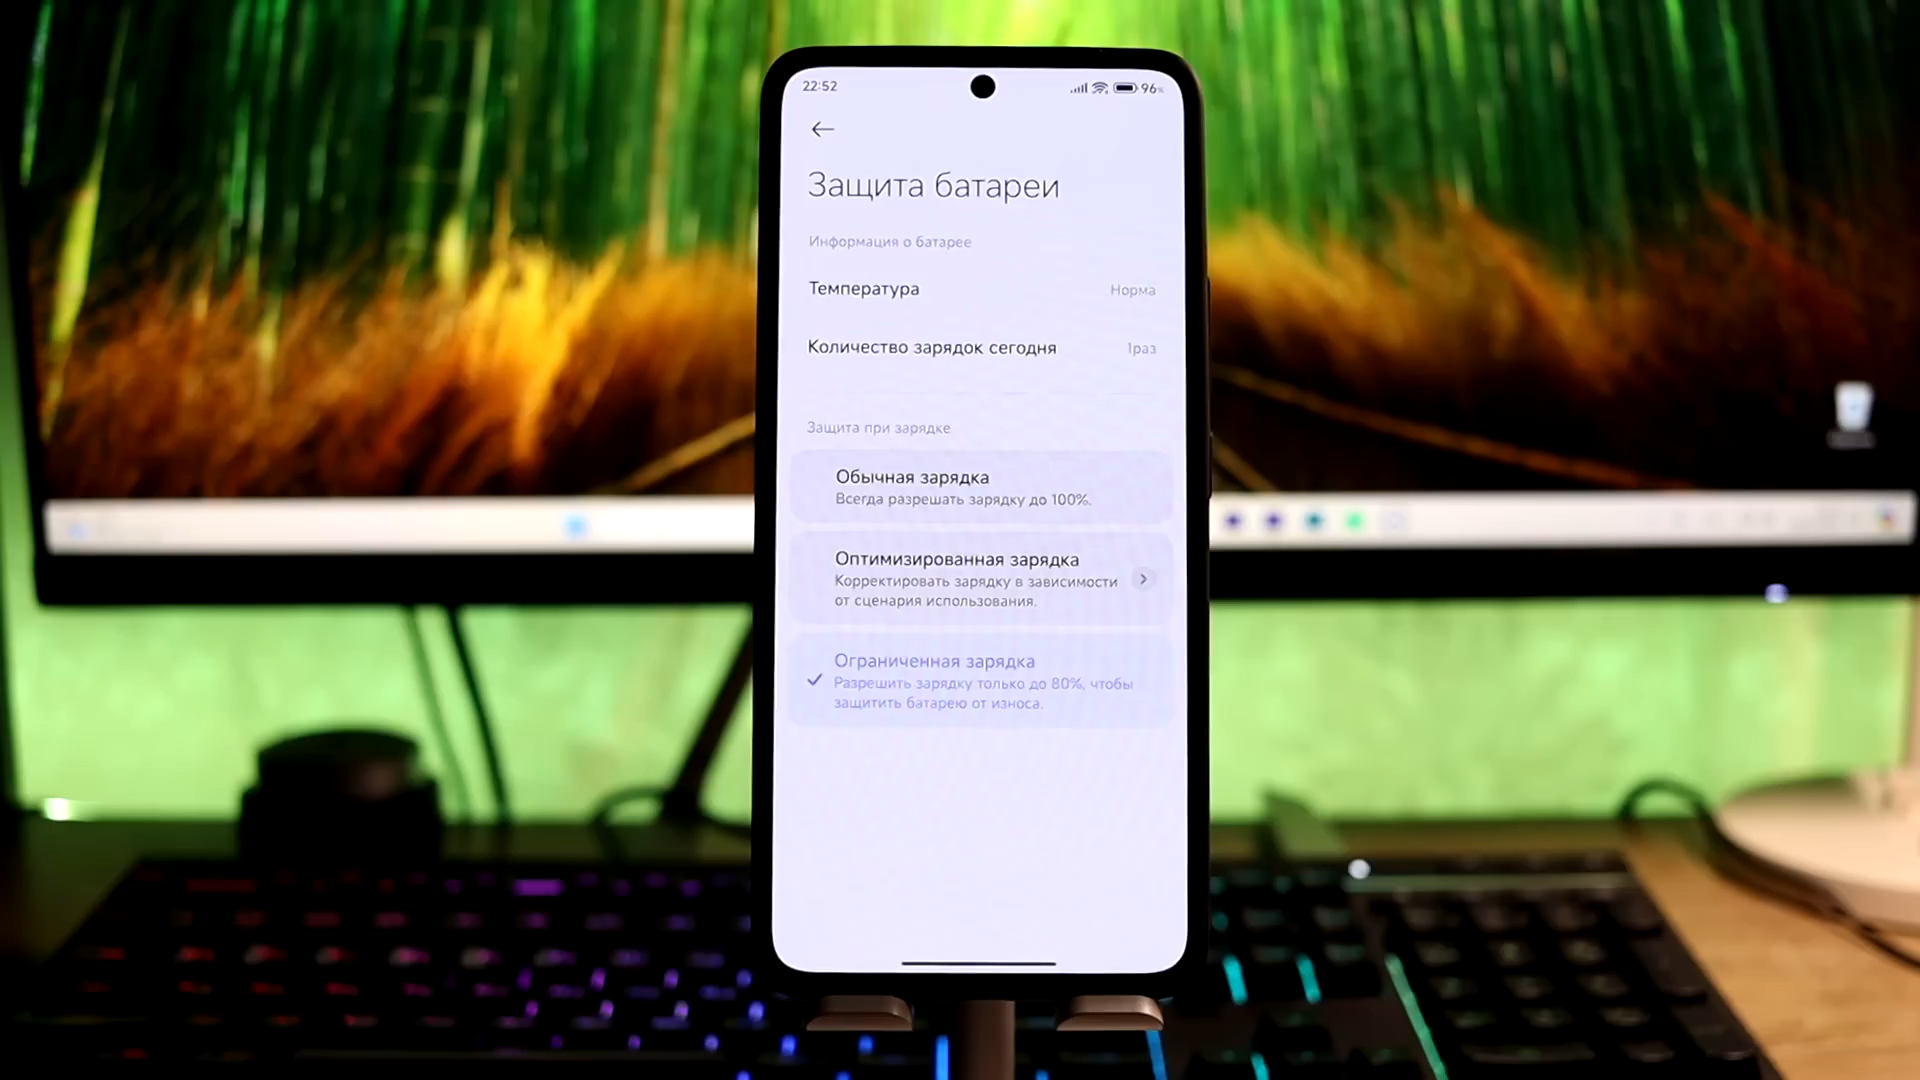 22:52
96%
Защита батареи
Информация о батарее
Температура
Норма
Количество зарядок сегодня
1раз
Защита при зарядке
Обычная зарядка
Всегда разрешать зарядку до 100%.
Оптимизированная зарядка
Корректировать зарядку в зависимости
от сценария использования.
Ограниченная зарядка
Разрешить зарядку только до 80%, чтобы
защитить батарею от износа.